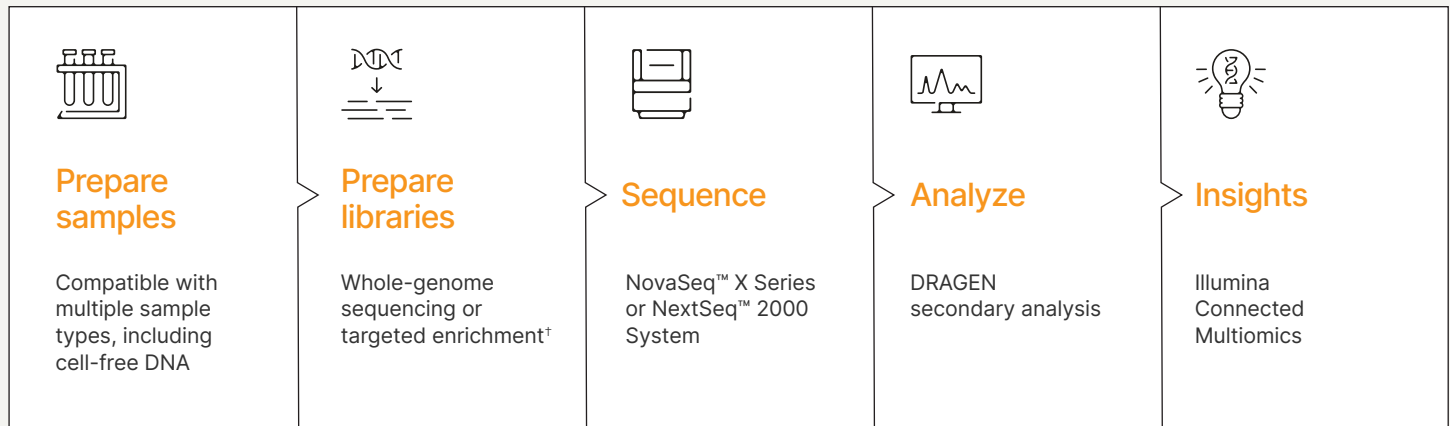 Prepare
samples
Compatible with
multiple sample
types, including
cell-free DNA
Prepare
libraries
Whole-genome
sequencing or
targeted enrichment†
Sequence
NovaSeq™ X Series
or NextSeq™ 2000
System
Analyze
DRAGEN
secondary analysis
Insights
Illumina
Connected
Multiomics